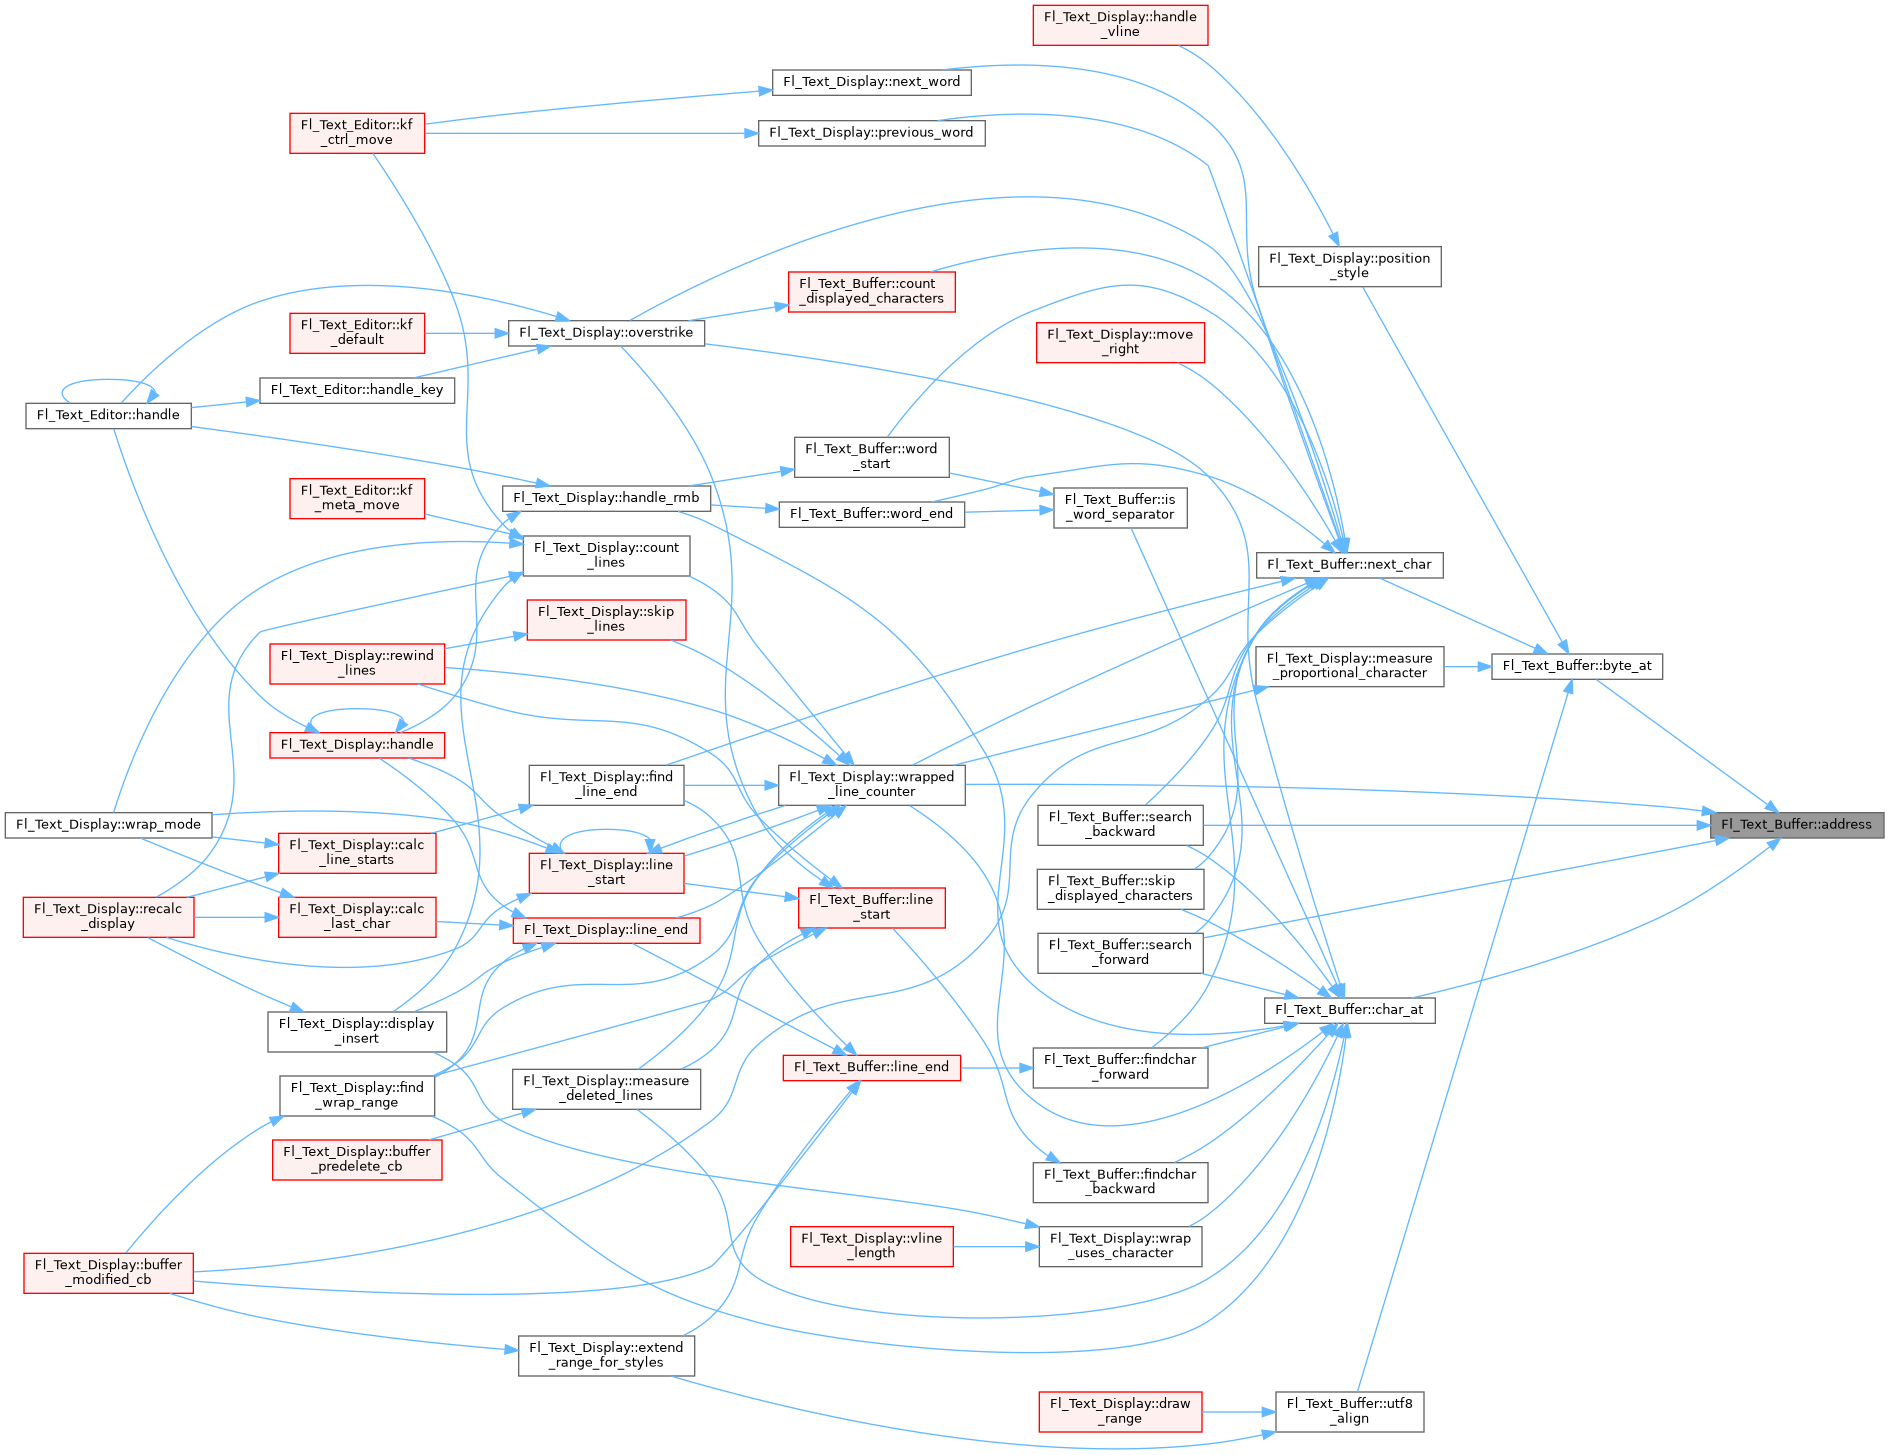 Fl_Text_Display::handle
_vline
Fl_Text_Display::next_word
Fl_Text_Editor::kf
_ctrl_move
Fl_Text_Display::previous_word
Fl_Text_Display::position
_style
Fl_Text_Buffer::count
_displayed_characters
Fl_Text_Editor::kf
_default
Fl_Text_Display::overstrike
Fl_Text_Display::move
_right
Fl_Text_Editor::handle_key
Fl_Text_Editor::handle
Fl_Text_Buffer::word
_start
Fl_Text_Editor::kf
_meta_move
Fl_Text_Display::handle_rmb
Fl_Text_Buffer::word_end
Fl_Text_Buffer::is
_word_separator
Fl_Text_Display::count
_lines
Fl_Text_Buffer::next_char
Fl_Text_Display::skip
_lines
Fl_Text_Display::rewind
_lines
Fl_Text_Display::measure
_proportional_character
Fl_Text_Buffer::byte_at
Fl_Text_Display::handle
Fl_Text_Display::find
_line_end
Fl_Text_Display::wrapped
_line_counter
Fl_Text_Display::wrap_mode
Fl_Text_Buffer::search
_backward
Fl_Text_Buffer::address
Fl_Text_Display::calc
_line_starts
Fl_Text_Display::line
_start
Fl_Text_Buffer::skip
_displayed_characters
Fl_Text_Display::recalc
_display
Fl_Text_Display::calc
_last_char
Fl_Text_Buffer::line
_start
Fl_Text_Display::line_end
Fl_Text_Buffer::search
_forward
Fl_Text_Buffer::char_at
Fl_Text_Display::display
_insert
Fl_Text_Buffer::line_end
Fl_Text_Buffer::findchar
_forward
Fl_Text_Display::find
_wrap_range
Fl_Text_Display::measure
_deleted_lines
Fl_Text_Display::buffer
_predelete_cb
Fl_Text_Buffer::findchar
_backward
Fl_Text_Display::vline
_length
Fl_Text_Display::wrap
_uses_character
Fl_Text_Display::buffer
_modified_cb
Fl_Text_Display::extend
_range_for_styles
Fl_Text_Display::draw
_range
Fl_Text_Buffer::utf8
_align